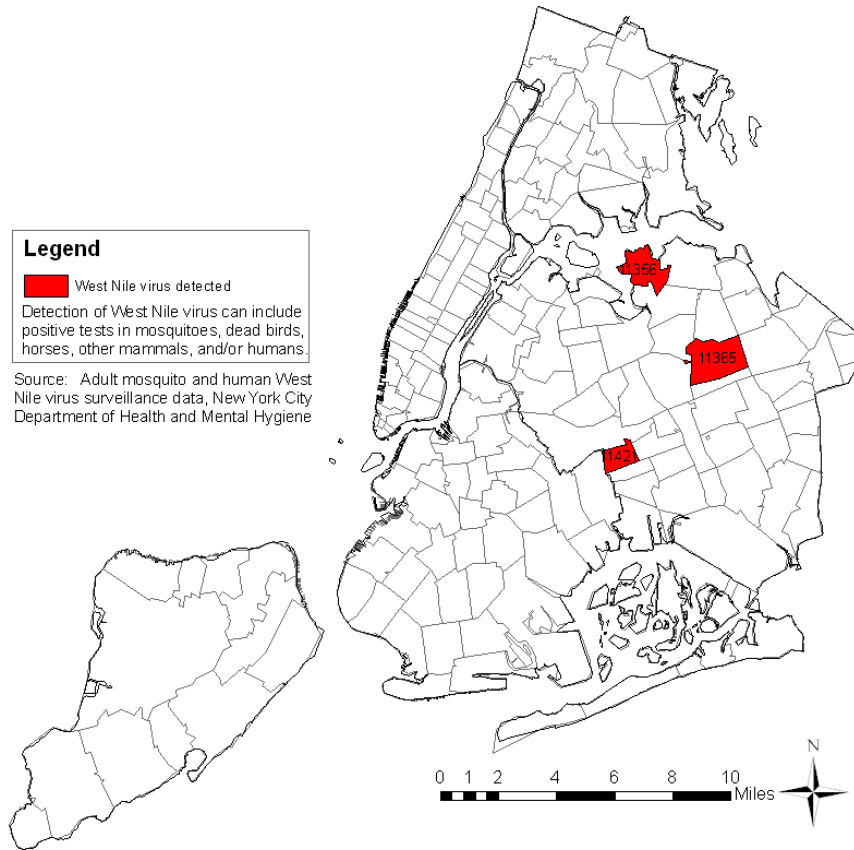 Legend
West Nile virus detected
Detection of West Nile virus can include
positive tests in mosquitoes, dead birds,
horses, other mammals, and/or humans.
Source: Adult mosquito and human West
Nile virus surveillance data, New York City
Department of Health and Mental Hygiene
11356
11365
11421
N
0 1 2 4 6 8 10
Miles